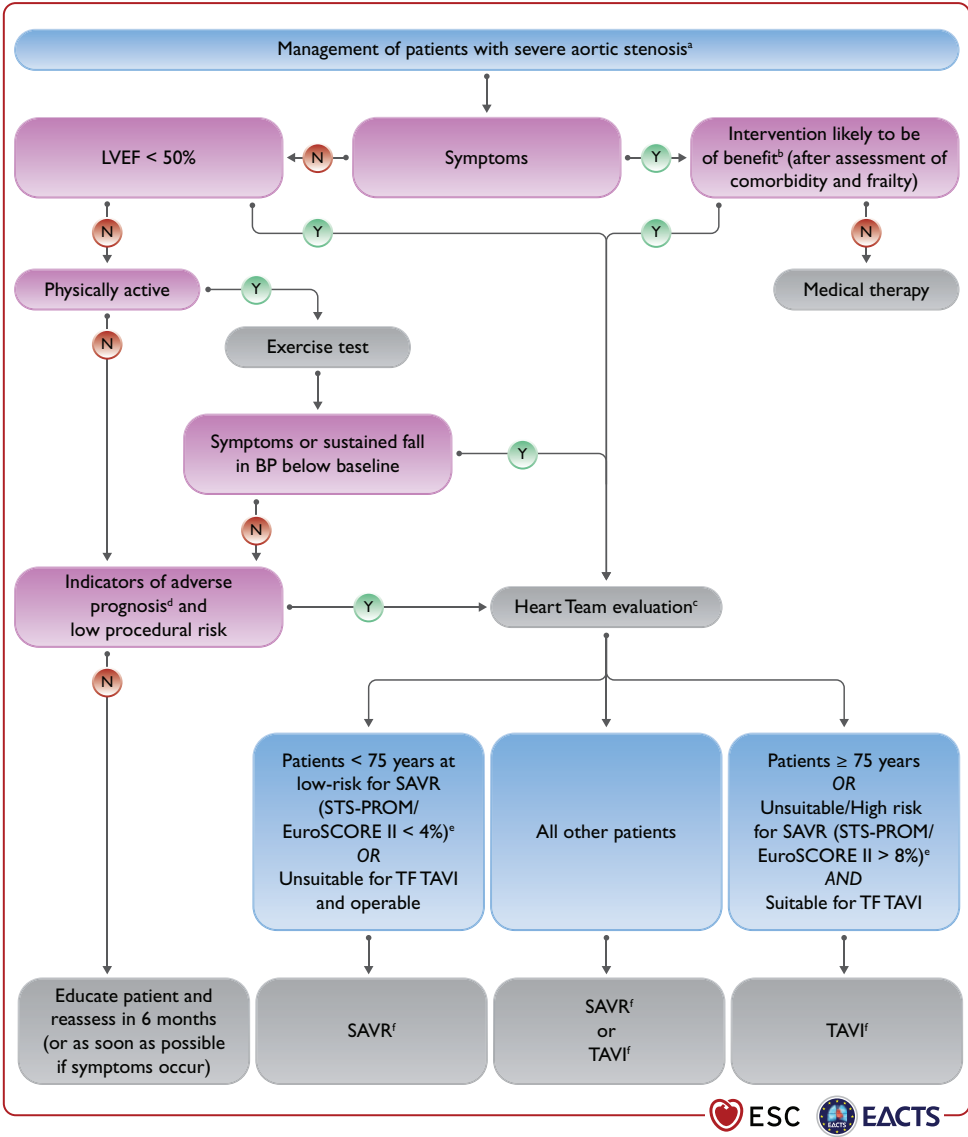 Management of patients with severe aortic stenosisᵃ
LVEF < 50%
N
Symptoms
Y
Intervention likely to be
of benefitᵇ (after assessment of
comorbidity and frailty)
N
Y
Y
N
Physically active
Y
Medical therapy
N
Exercise test
Symptoms or sustained fall
in BP below baseline
Y
N
Indicators of adverse
prognosisᵈ and
low procedural risk
Y
Heart Team evaluationᶜ
N
Patients < 75 years at
low-risk for SAVR
(STS-PROM/
EuroSCORE II < 4%)ᵉ
OR
Unsuitable for TF TAVI
and operable
All other patients
Patients ≥ 75 years
OR
Unsuitable/High risk
for SAVR (STS-PROM/
EuroSCORE II > 8%)ᵉ
AND
Suitable for TF TAVI
Educate patient and
reassess in 6 months
(or as soon as possible
if symptoms occur)
SAVRᶠ
SAVRᶠ
or
TAVIᶠ
TAVIᶠ
ESC
EACTS